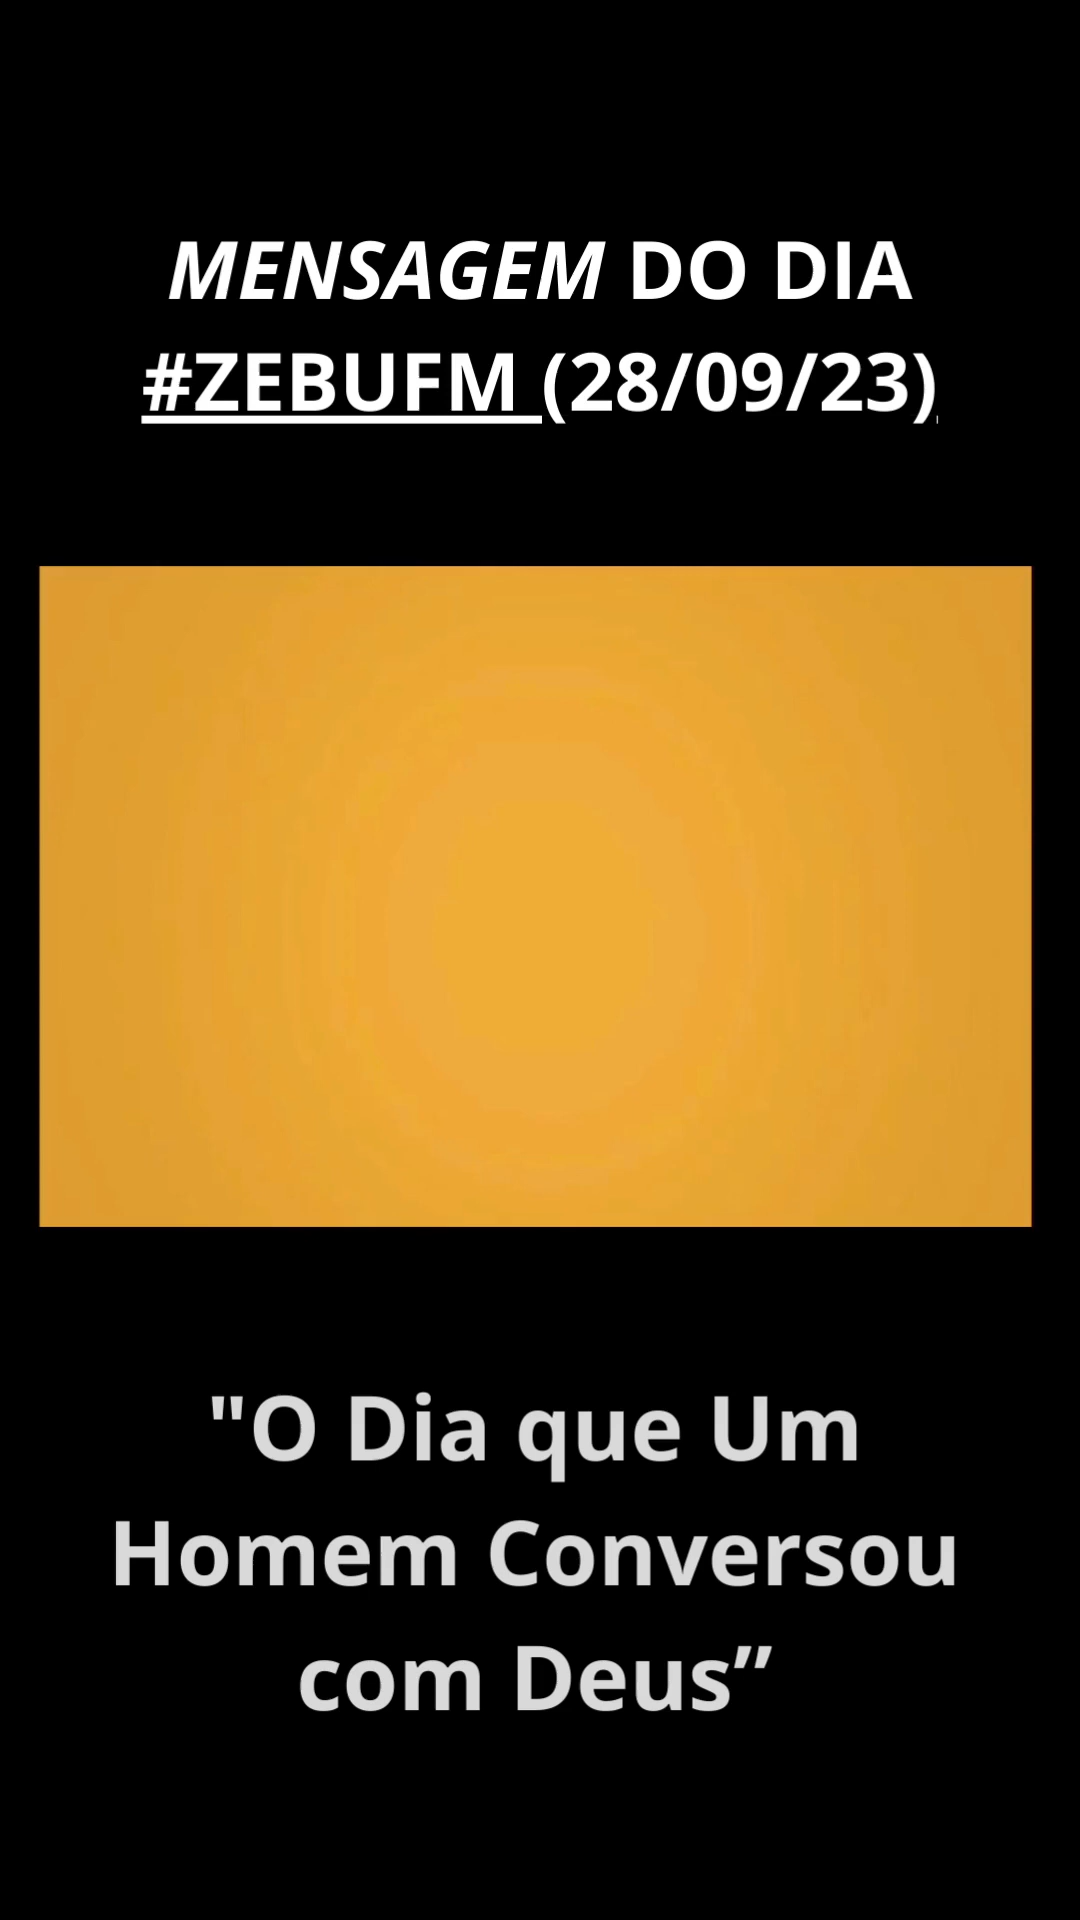 MENSAGEM DO DIA
#ZEBUFM (28/09/23)
"O Dia que Um
Homem Conversou
com Deus”